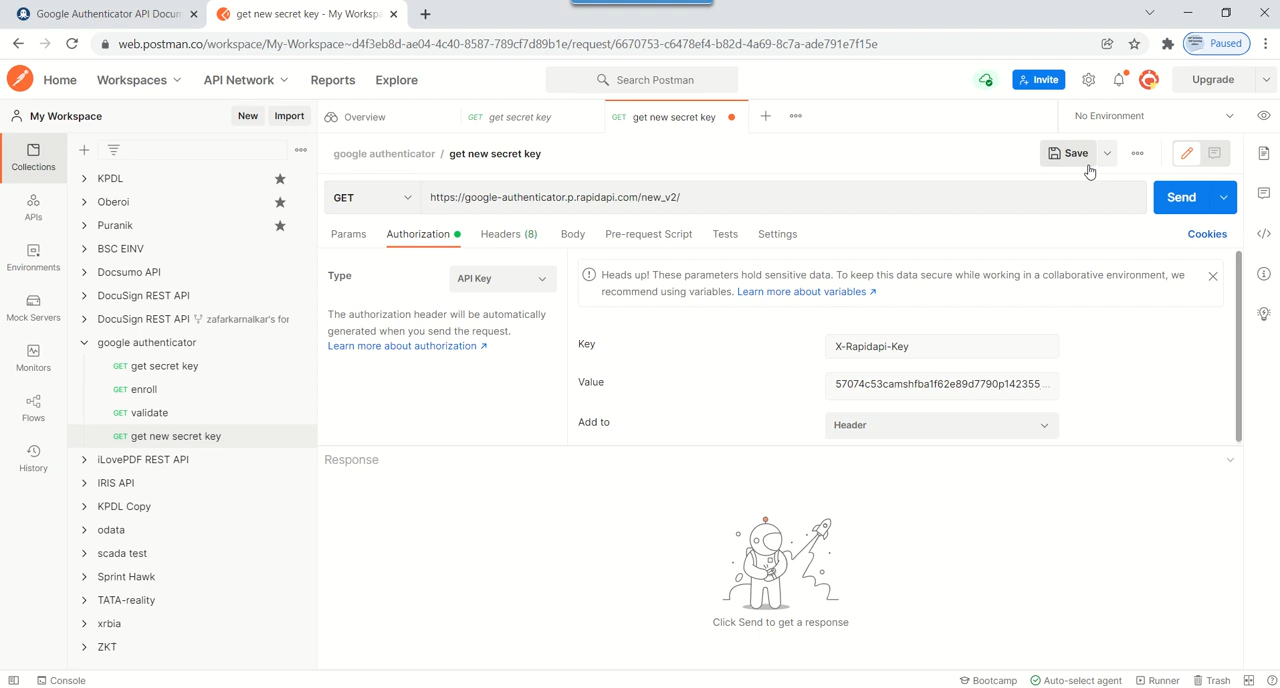 Google Authenticator API Docum
get new secret key - My Workspa
web.postman.co/workspace/My-Workspace~d4f3eb8d-ae04-4c40-8587-789cf7d89b1e/request/6670753-c6478ef4-b82d-4a69-8c7a-ade791e7f15e
Paused
Home
Workspaces
API Network
Reports
Explore
Search Postman
Invite
Upgrade
My Workspace
New
Import
Overview
GET get secret key
GET get new secret key
No Environment
Collections
APIs
Environments
Mock Servers
Monitors
Flows
History
KPDL
Oberoi
Puranik
BSC EINV
Docsumo API
DocuSign REST API
DocuSign REST API zafarkarnalkar's for
google authenticator
GET get secret key
GET enroll
GET validate
GET get new secret key
iLovePDF REST API
IRIS API
KPDL Copy
odata
scada test
Sprint Hawk
TATA-reality
xrbia
ZKT
google authenticator / get new secret key
Save
GET
https://google-authenticator.p.rapidapi.com/new_v2/
Send
Params
Authorization
Headers (8)
Body
Pre-request Script
Tests
Settings
Cookies
Type
API Key
The authorization header will be automatically
generated when you send the request.
Learn more about authorization ↗
Heads up! These parameters hold sensitive data. To keep this data secure while working in a collaborative environment, we
recommend using variables. Learn more about variables ↗
Key
X-Rapidapi-Key
Value
57074c53camshfba1f62e89d7790p142355...
Add to
Header
Response
Click Send to get a response
Console
Bootcamp
Auto-select agent
Runner
Trash